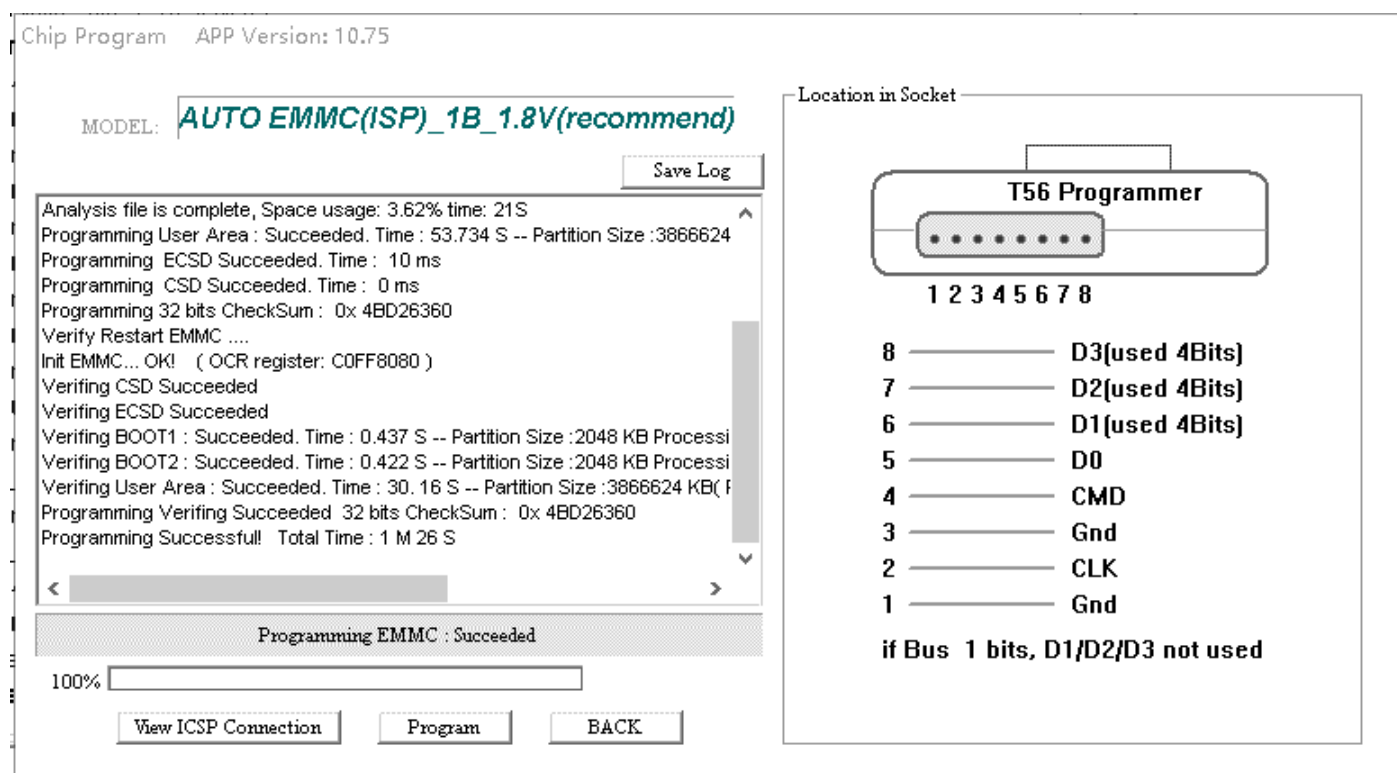 Chip Program APP Version: 10.75
MODEL: AUTO EMMC(ISP)_1B_1.8V(recommend)
Save Log
Analysis file is complete, Space usage: 3.62% time: 21S
Programming User Area : Succeeded. Time : 53.734 S -- Partition Size :3866624
Programming ECSD Succeeded. Time : 10 ms
Programming CSD Succeeded. Time : 0 ms
Programming 32 bits CheckSum : 0x 4BD26360
Verify Restart EMMC ....
Init EMMC... OK! ( OCR register: C0FF8080 )
Verifing CSD Succeeded
Verifing ECSD Succeeded
Verifing BOOT1 : Succeeded. Time : 0.437 S -- Partition Size :2048 KB Processi
Verifing BOOT2 : Succeeded. Time : 0.422 S -- Partition Size :2048 KB Processi
Verifing User Area : Succeeded. Time : 30. 16 S -- Partition Size :3866624 KB(
Programming Verifing Succeeded 32 bits CheckSum : 0x 4BD26360
Programming Successful! Total Time : 1 M 26 S
Programming EMMC : Succeeded
100%
View ICSP Connection
Program
BACK
Location in Socket
T56 Programmer
1 2 3 4 5 6 7 8
8 D3(used 4Bits)
7 D2(used 4Bits)
6 D1(used 4Bits)
5 D0
4 CMD
3 Gnd
2 CLK
1 Gnd
if Bus 1 bits, D1/D2/D3 not used